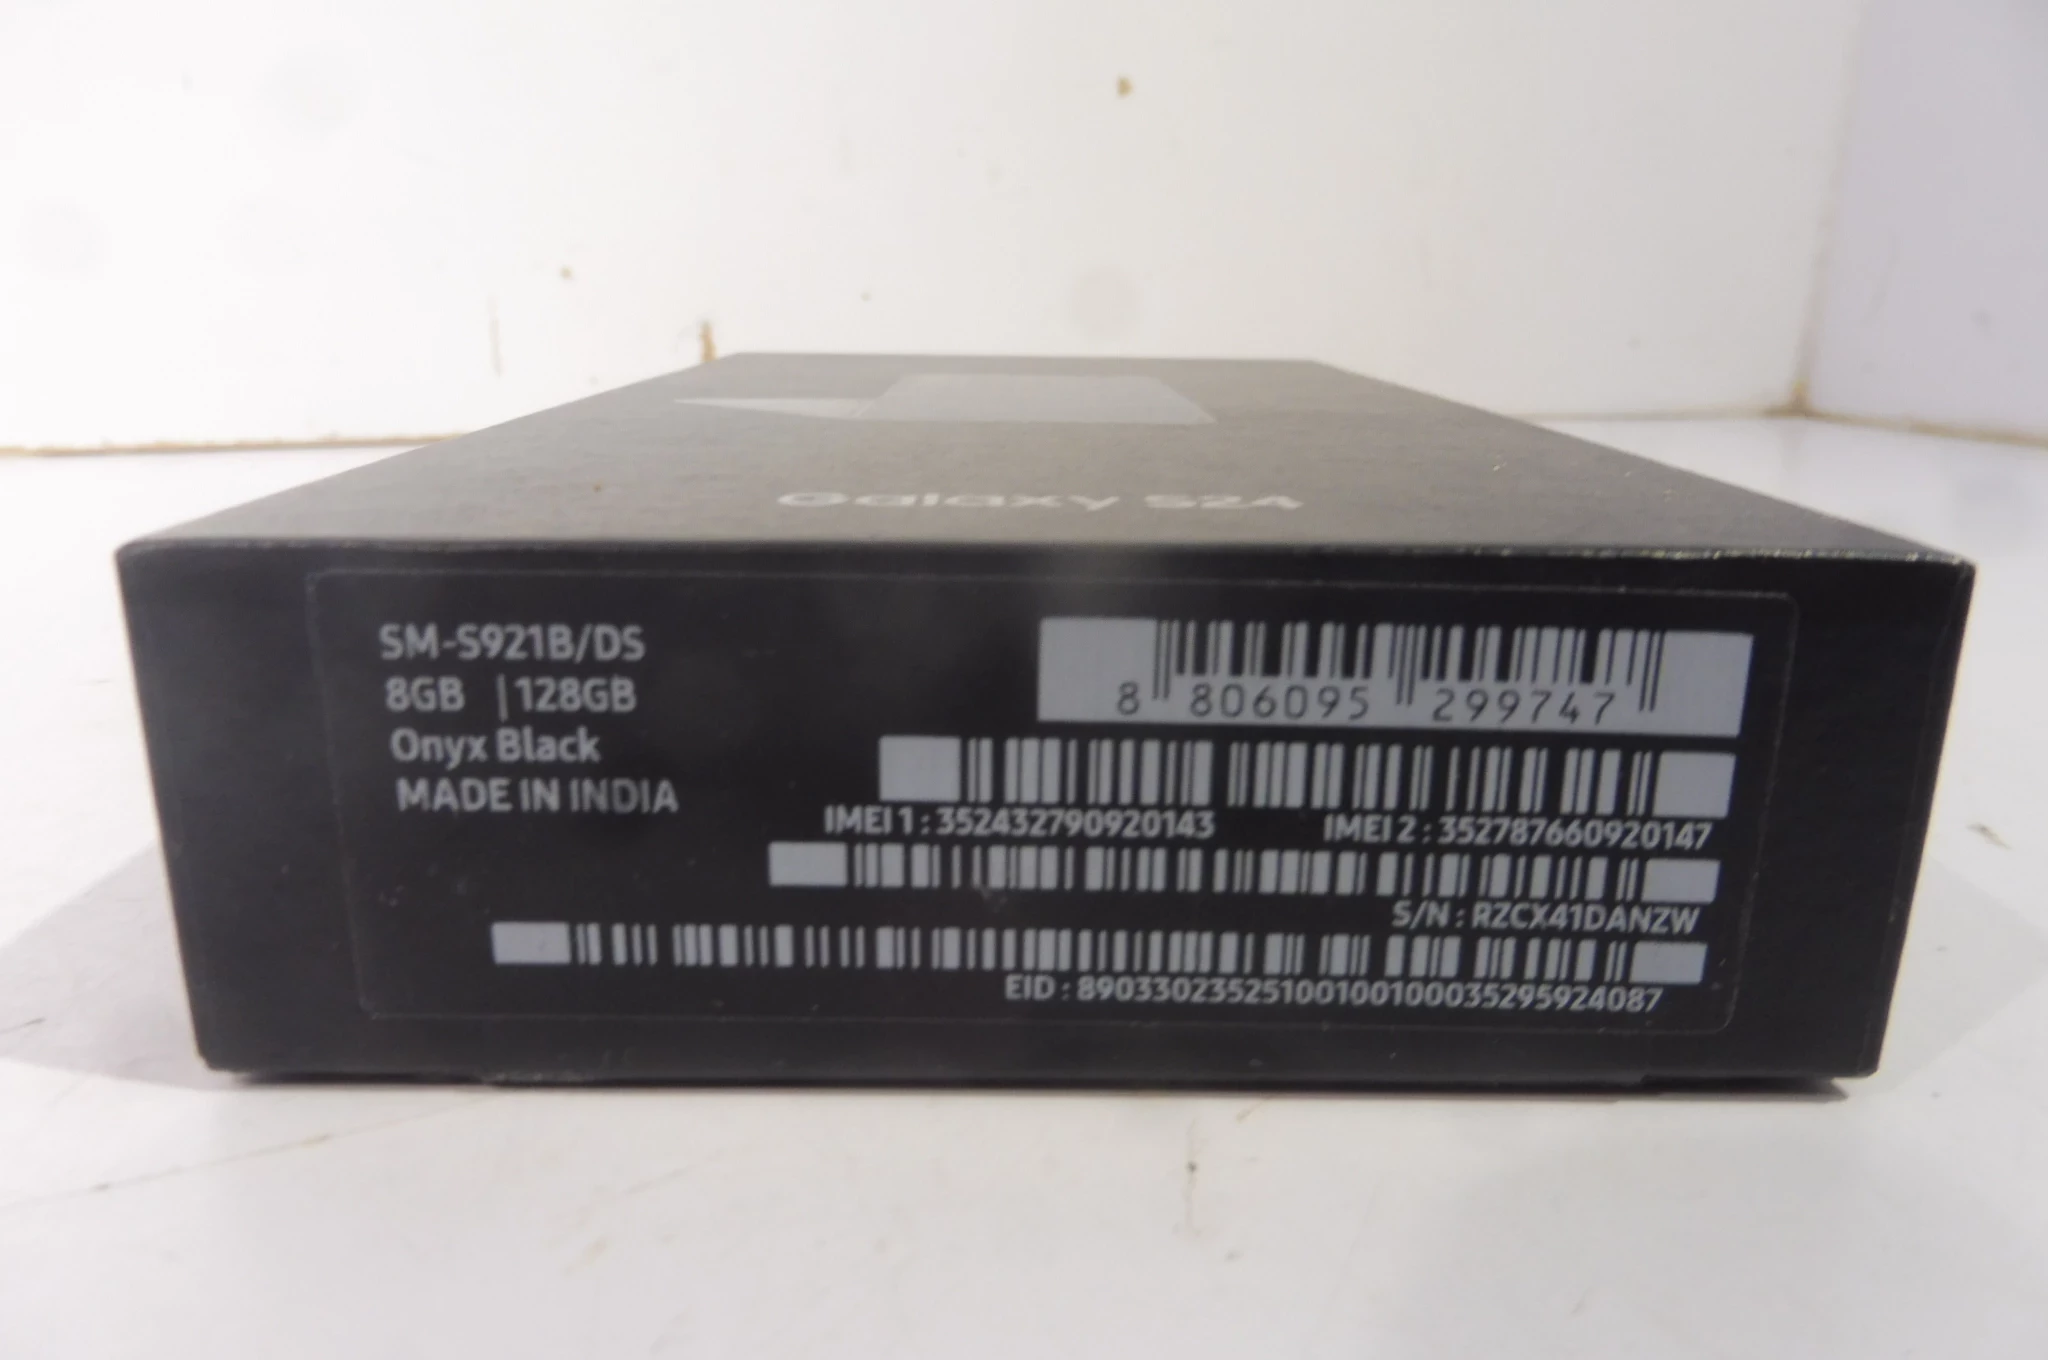 Galaxy S24
SM-S921B/DS
8GB | 128GB
Onyx Black
MADE IN INDIA
8 806095 299747
IMEI 1 : 352432790920143 IMEI 2 : 352787660920147
S/N : RZCX41DANZW
EID : 89033023525100100100035295924087